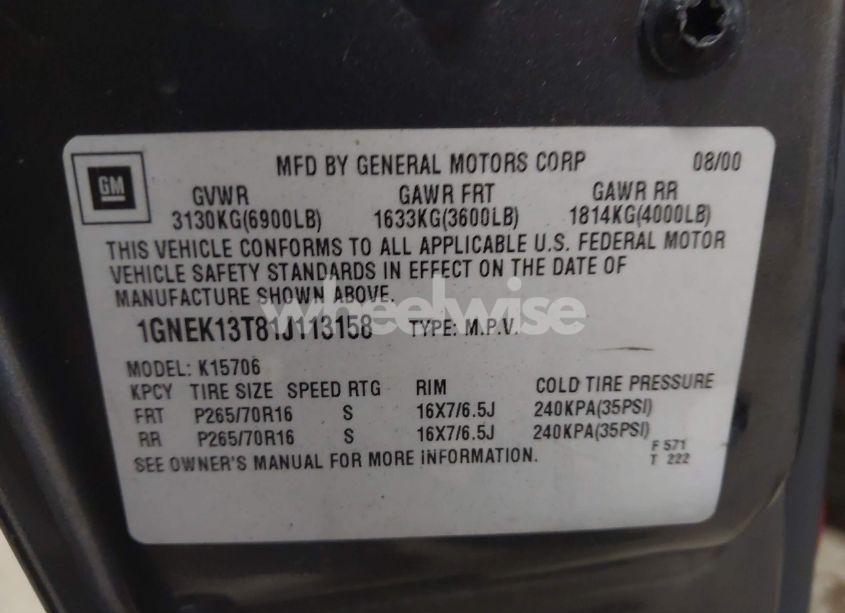 GM
MFD BY GENERAL MOTORS CORP 08/00
GVWR GAWR FRT GAWR RR
3130KG(6900LB) 1633KG(3600LB) 1814KG(4000LB)
THIS VEHICLE CONFORMS TO ALL APPLICABLE U.S. FEDERAL MOTOR
VEHICLE SAFETY STANDARDS IN EFFECT ON THE DATE OF
MANUFACTURE SHOWN ABOVE.
wheelwise
1GNEK13T81J113158 TYPE: M.P.V.
MODEL: K15706
KPCY TIRE SIZE SPEED RTG RIM COLD TIRE PRESSURE
FRT P265/70R16 S 16X7/6.5J 240KPA(35PSI)
RR P265/70R16 S 16X7/6.5J 240KPA(35PSI)
SEE OWNER'S MANUAL FOR MORE INFORMATION.
F 571
T 222